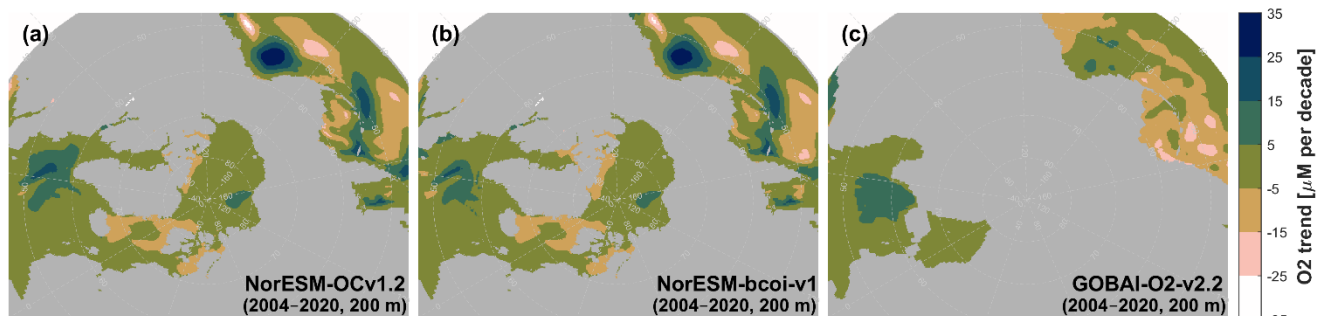 (a)
NorESM-OCv1.2
(2004–2020, 200 m)
(b)
NorESM-bcoi-v1
(2004–2020, 200 m)
(c)
GOBAI-O2-v2.2
(2004–2020, 200 m)
35
25
15
5
-5
-15
-25
O2 trend [μM per decade]